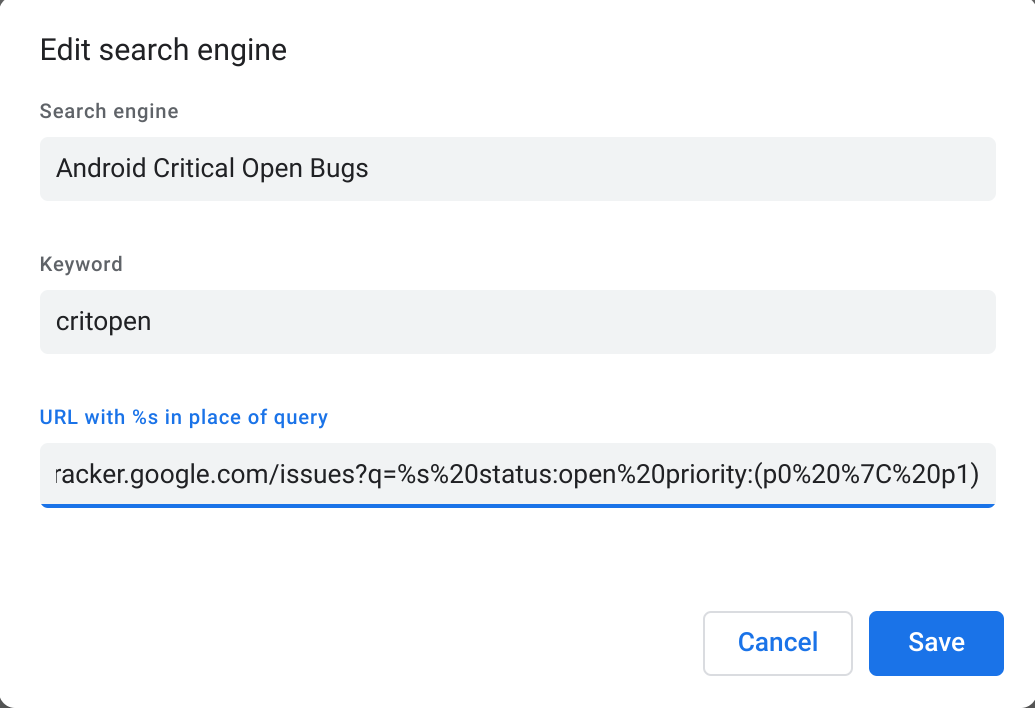 Edit search engine
Search engine
Android Critical Open Bugs
Keyword
critopen
URL with %s in place of query
racker.google.com/issues?q=%s%20status:open%20priority:(p0%20%7C%20p1)
Cancel
Save